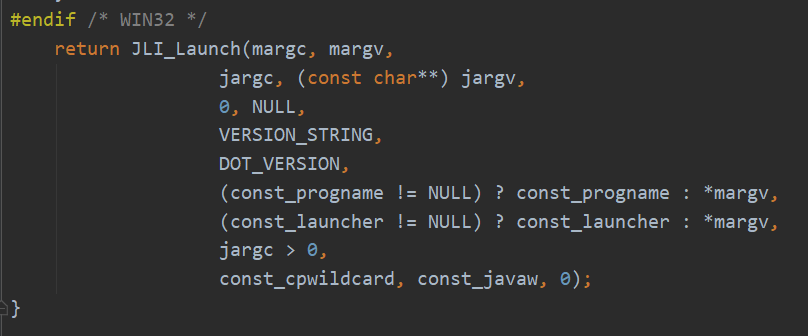 #endif /* WIN32 */
return JLI_Launch(margc, margv,
jargc, (const char**) jargv,
0, NULL,
VERSION_STRING,
DOT_VERSION,
(const_progname != NULL) ? const_progname : *margv,
(const_launcher != NULL) ? const_launcher : *margv,
jargc > 0,
const_cpwildcard, const_javaw, 0);
}